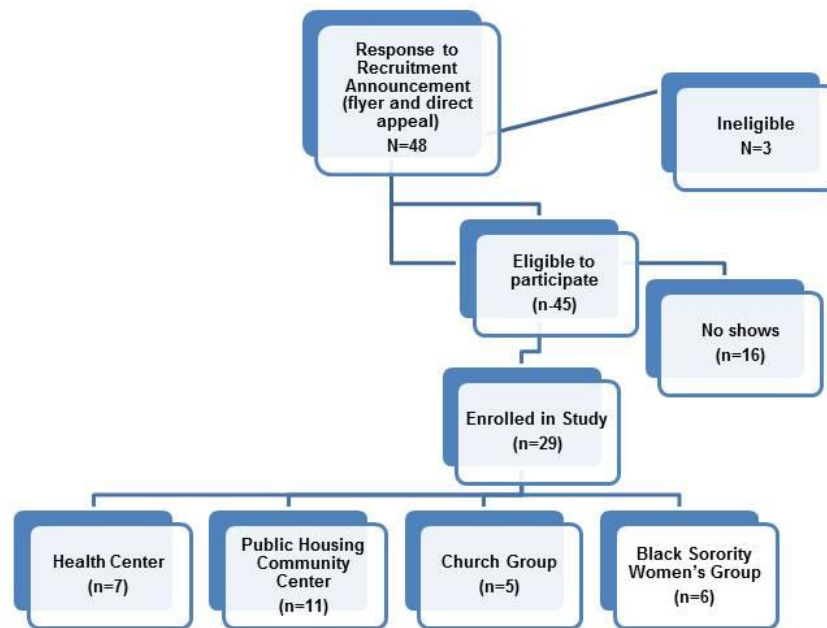 Response to
Recruitment
Announcement
(flyer and direct
appeal)
N=48
Ineligible
N=3
Eligible to
participate
(n-45)
No shows
(n=16)
Enrolled in Study
(n=29)
Health Center
(n=7)
Public Housing
Community
Center
(n=11)
Church Group
(n=5)
Black Sorority
Women's Group
(n=6)